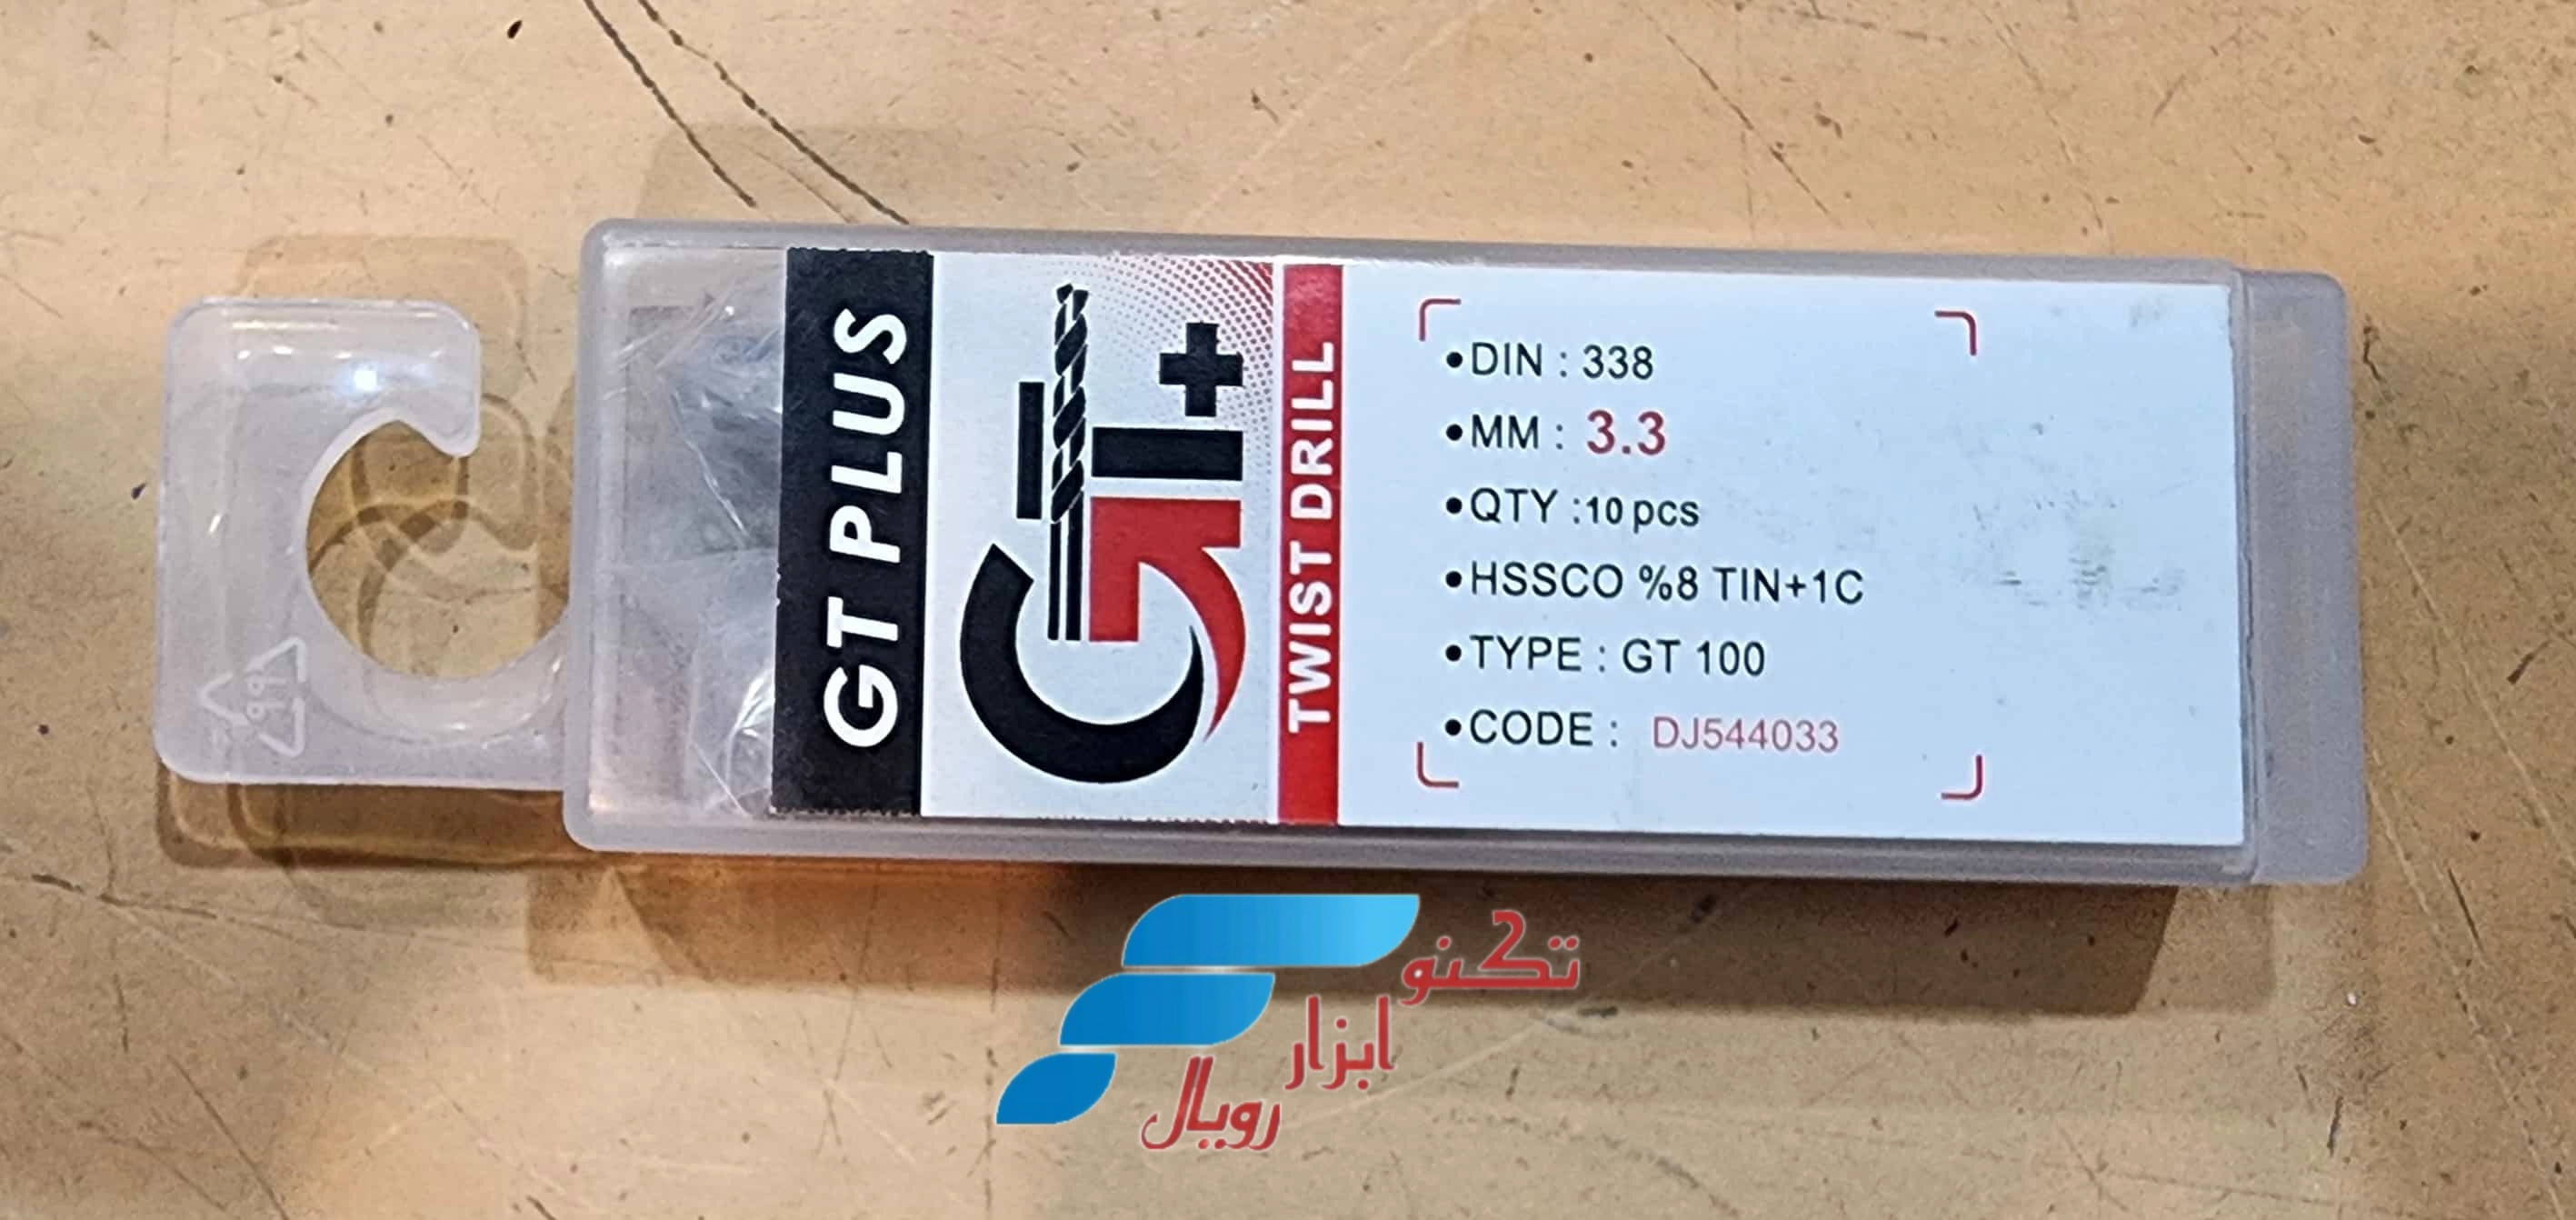 GT PLUS
GT+
TWIST DRILL
•DIN : 338
•MM : 3.3
•QTY :10 pcs
•HSSCO %8 TIN+1C
•TYPE : GT 100
•CODE : DJ544033
تکنو
ابزار
رویال